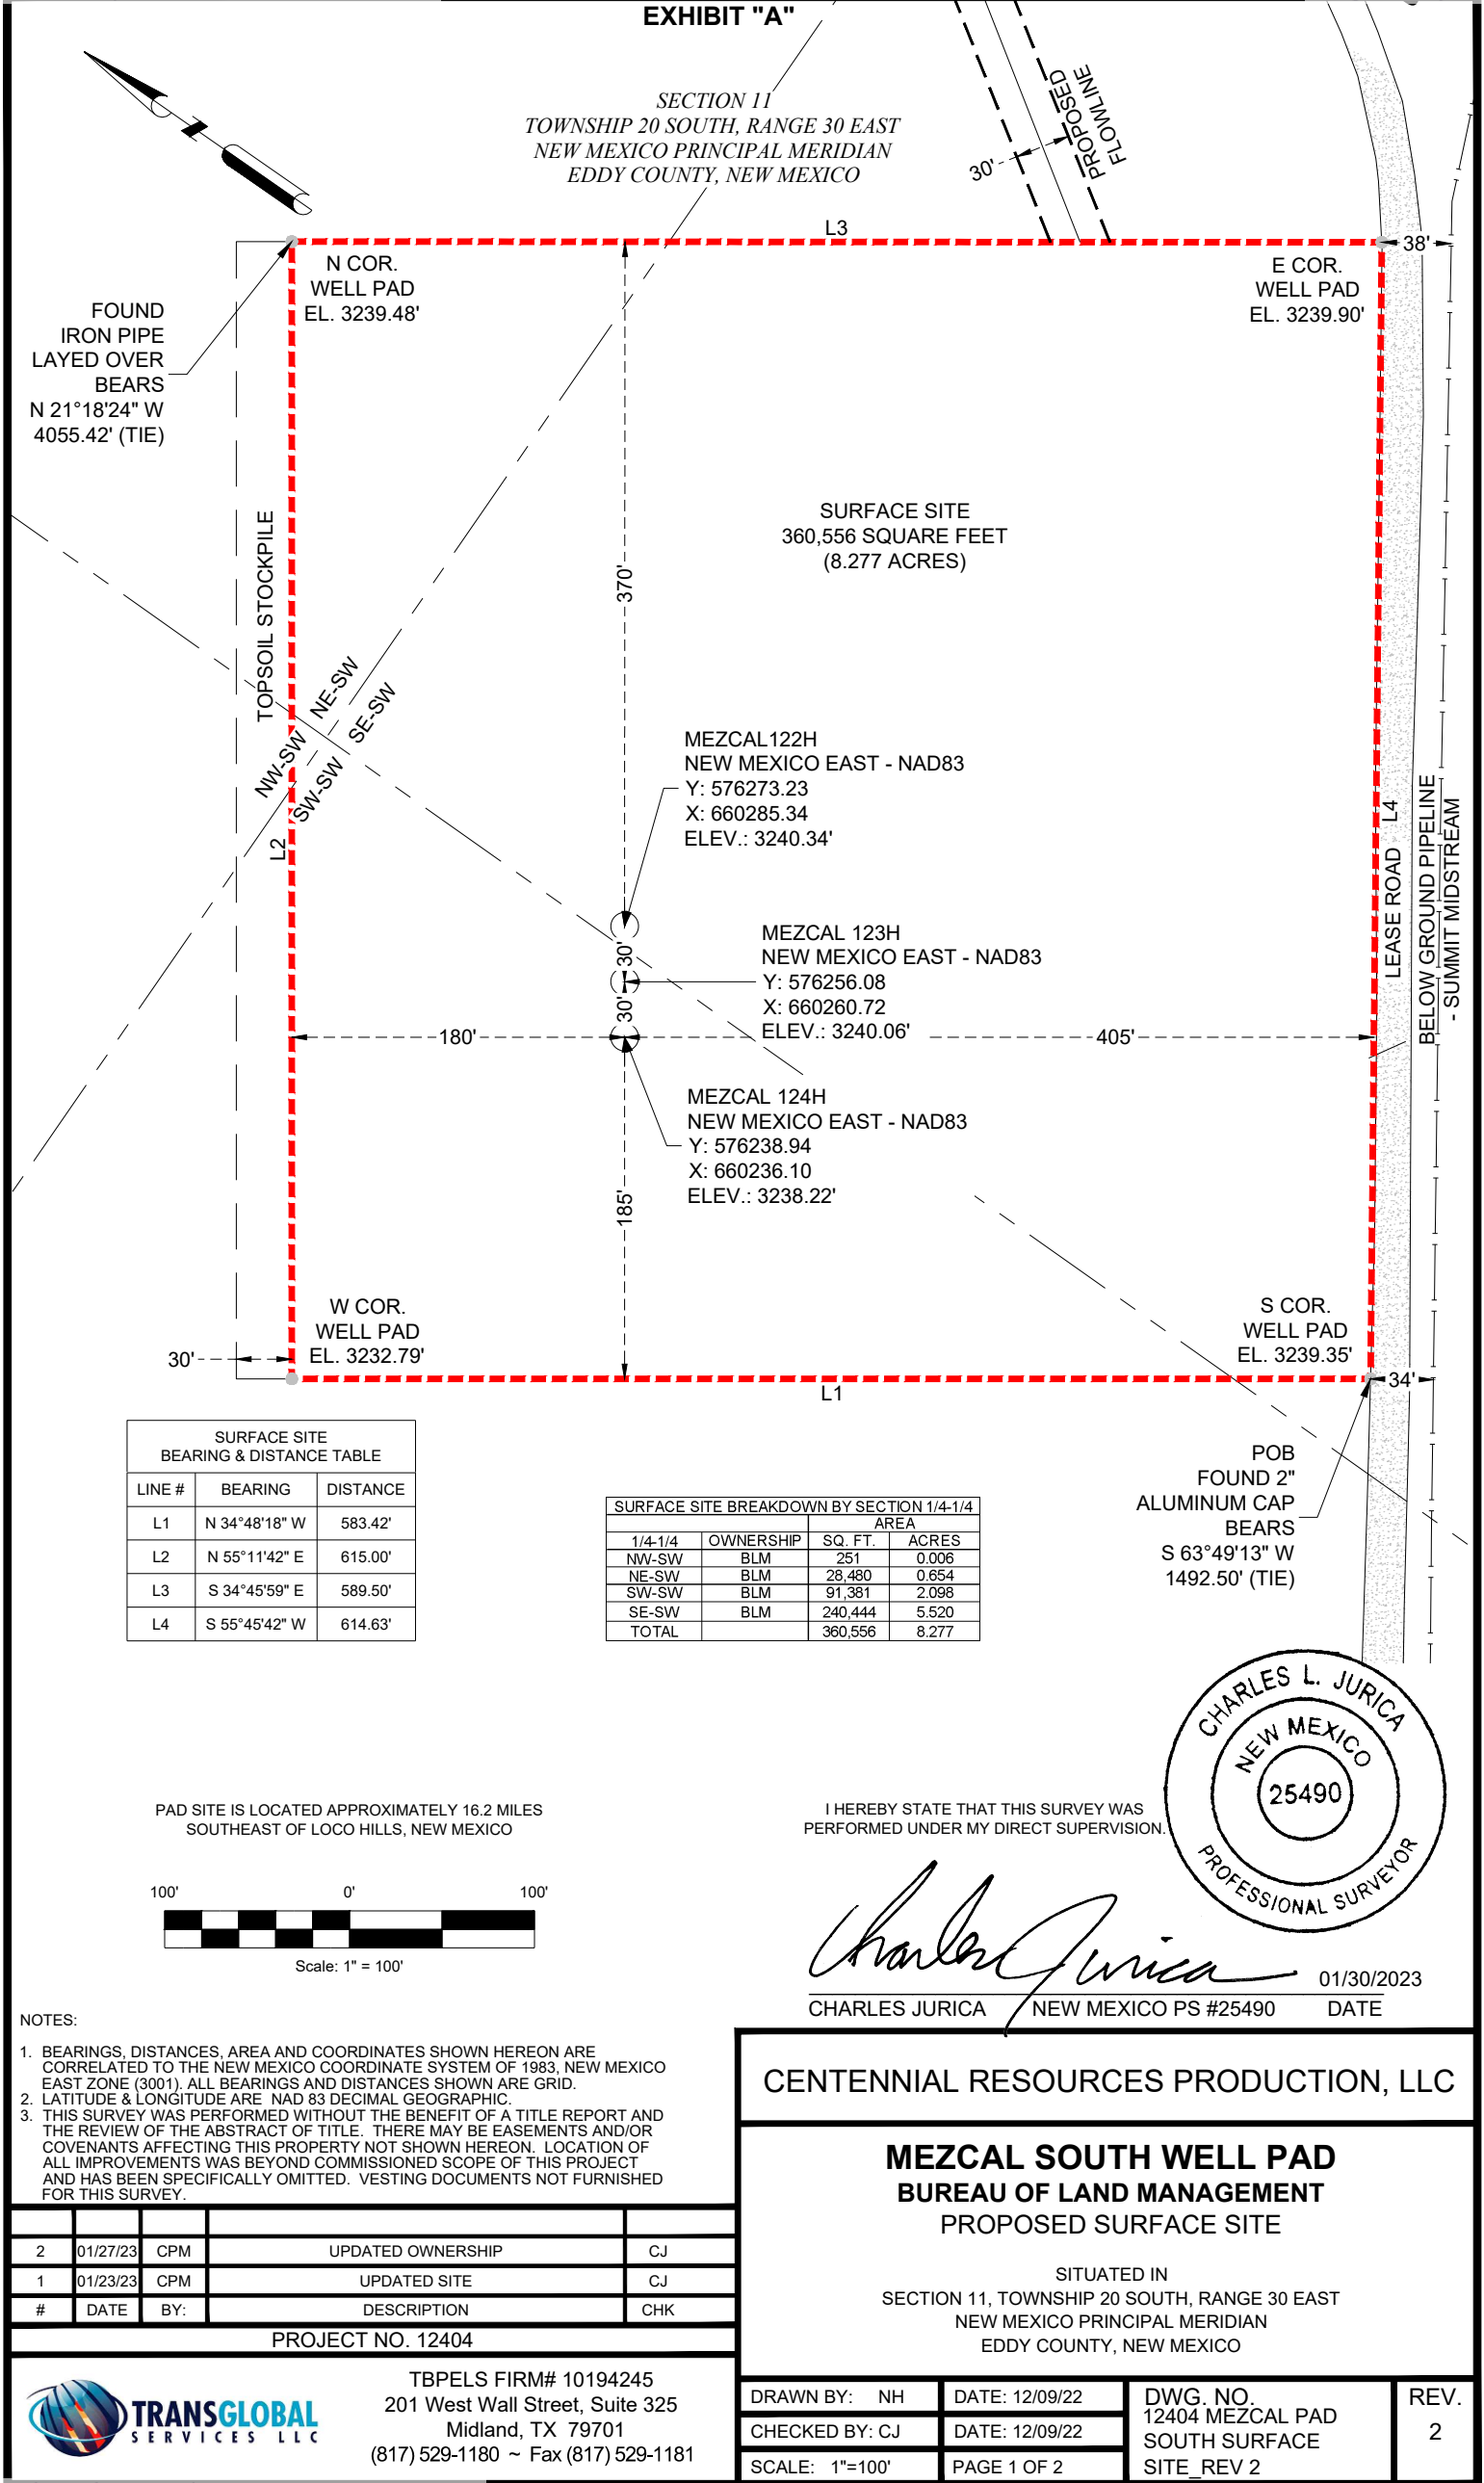 EXHIBIT "A"
SECTION 11
TOWNSHIP 20 SOUTH, RANGE 30 EAST
NEW MEXICO PRINCIPAL MERIDIAN
EDDY COUNTY, NEW MEXICO
PROPOSED
FLOWLINE
30'
L3
38'
N COR.
WELL PAD
EL. 3239.48'
E COR.
WELL PAD
EL. 3239.90'
FOUND
IRON PIPE
LAYED OVER
BEARS
N 21°18'24" W
4055.42' (TIE)
SURFACE SITE
360,556 SQUARE FEET
(8.277 ACRES)
TOPSOIL STOCKPILE
370'
NE-SW
SE-SW
NW-SW
SW-SW
L2
MEZCAL122H
NEW MEXICO EAST - NAD83
Y: 576273.23
X: 660285.34
ELEV.: 3240.34'
L4
LEASE ROAD
BELOW GROUND PIPELINE
- SUMMIT MIDSTREAM
30'
MEZCAL 123H
NEW MEXICO EAST - NAD83
Y: 576256.08
X: 660260.72
ELEV.: 3240.06'
30'
180'
405'
MEZCAL 124H
NEW MEXICO EAST - NAD83
Y: 576238.94
X: 660236.10
ELEV.: 3238.22'
185'
W COR.
WELL PAD
EL. 3232.79'
S COR.
WELL PAD
EL. 3239.35'
30'
L1
34'
POB
FOUND 2"
ALUMINUM CAP
BEARS
S 63°49'13" W
1492.50' (TIE)
SURFACE SITE
BEARING & DISTANCE TABLE
LINE # BEARING DISTANCE
L1 N 34°48'18" W 583.42'
L2 N 55°11'42" E 615.00'
L3 S 34°45'59" E 589.50'
L4 S 55°45'42" W 614.63'
SURFACE SITE BREAKDOWN BY SECTION 1/4-1/4
AREA
1/4-1/4 OWNERSHIP SQ. FT. ACRES
NW-SW BLM 251 0.006
NE-SW BLM 28,480 0.654
SW-SW BLM 91,381 2.098
SE-SW BLM 240,444 5.520
TOTAL 360,556 8.277
CHARLES L. JURICA
NEW MEXICO
25490
PROFESSIONAL SURVEYOR
PAD SITE IS LOCATED APPROXIMATELY 16.2 MILES
SOUTHEAST OF LOCO HILLS, NEW MEXICO
I HEREBY STATE THAT THIS SURVEY WAS
PERFORMED UNDER MY DIRECT SUPERVISION.
100' 0' 100'
Scale: 1" = 100'
Charles Jurica
01/30/2023
CHARLES JURICA NEW MEXICO PS #25490 DATE
NOTES:
1. BEARINGS, DISTANCES, AREA AND COORDINATES SHOWN HEREON ARE
CORRELATED TO THE NEW MEXICO COORDINATE SYSTEM OF 1983, NEW MEXICO
EAST ZONE (3001). ALL BEARINGS AND DISTANCES SHOWN ARE GRID.
2. LATITUDE & LONGITUDE ARE NAD 83 DECIMAL GEOGRAPHIC.
3. THIS SURVEY WAS PERFORMED WITHOUT THE BENEFIT OF A TITLE REPORT AND
THE REVIEW OF THE ABSTRACT OF TITLE. THERE MAY BE EASEMENTS AND/OR
COVENANTS AFFECTING THIS PROPERTY NOT SHOWN HEREON. LOCATION OF
ALL IMPROVEMENTS WAS BEYOND COMMISSIONED SCOPE OF THIS PROJECT
AND HAS BEEN SPECIFICALLY OMITTED. VESTING DOCUMENTS NOT FURNISHED
FOR THIS SURVEY.
2 01/27/23 CPM UPDATED OWNERSHIP CJ
1 01/23/23 CPM UPDATED SITE CJ
# DATE BY: DESCRIPTION CHK
PROJECT NO. 12404
TRANSGLOBAL
SERVICES LLC
TBPELS FIRM# 10194245
201 West Wall Street, Suite 325
Midland, TX 79701
(817) 529-1180 ~ Fax (817) 529-1181
CENTENNIAL RESOURCES PRODUCTION, LLC
MEZCAL SOUTH WELL PAD
BUREAU OF LAND MANAGEMENT
PROPOSED SURFACE SITE
SITUATED IN
SECTION 11, TOWNSHIP 20 SOUTH, RANGE 30 EAST
NEW MEXICO PRINCIPAL MERIDIAN
EDDY COUNTY, NEW MEXICO
DRAWN BY: NH DATE: 12/09/22
CHECKED BY: CJ DATE: 12/09/22
SCALE: 1"=100' PAGE 1 OF 2
DWG. NO.
12404 MEZCAL PAD
SOUTH SURFACE
SITE_REV 2
REV.
2